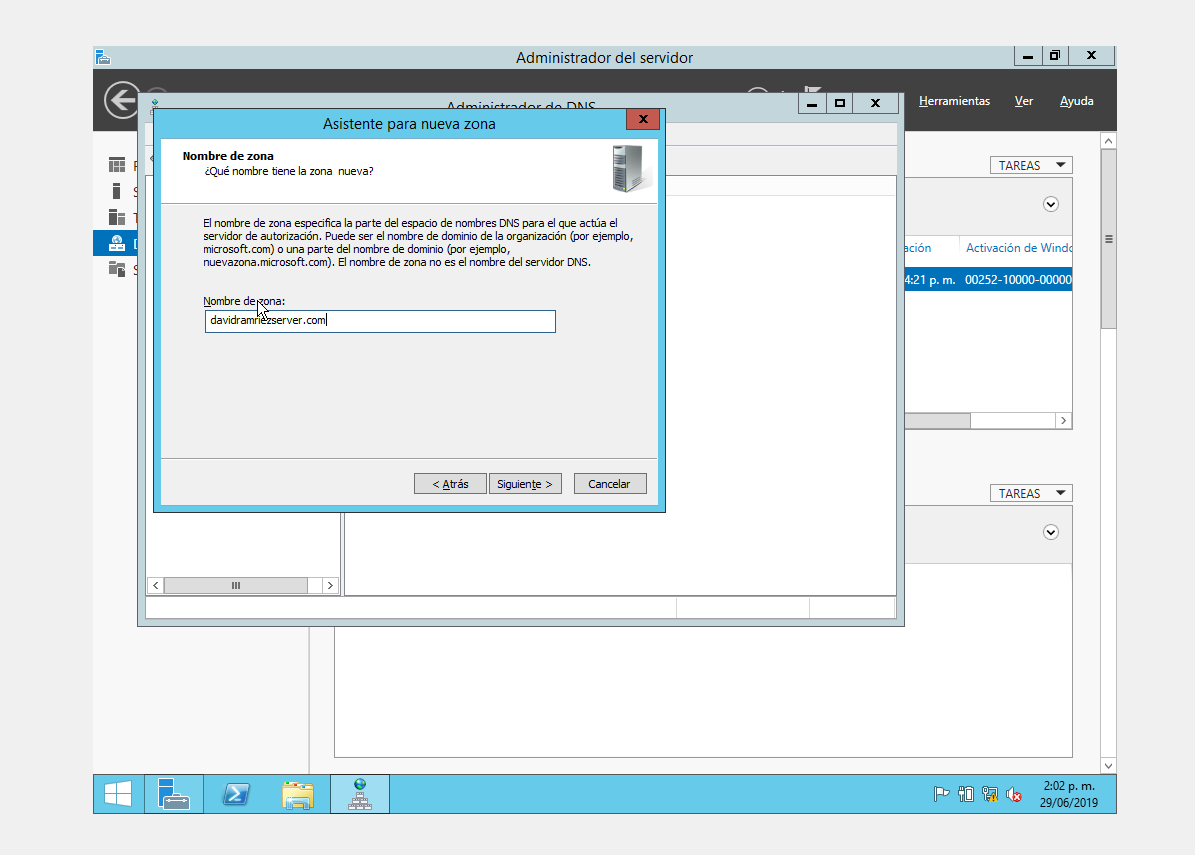 Administrador del servidor
Herramientas
Ver
Ayuda
Administrador de DNS
Asistente para nueva zona
Nombre de zona
¿Qué nombre tiene la zona nueva?
El nombre de zona especifica la parte del espacio de nombres DNS para el que actúa el
servidor de autorización. Puede ser el nombre de dominio de la organización (por ejemplo,
microsoft.com) o una parte del nombre de dominio (por ejemplo,
nuevazona.microsoft.com). El nombre de zona no es el nombre del servidor DNS.
Nombre de zona:
davidramriezserver.com
< Atrás
Siguiente >
Cancelar
TAREAS
ación
Activación de Windo
4:21 p. m.
00252-10000-00000
TAREAS
2:02 p. m.
29/06/2019